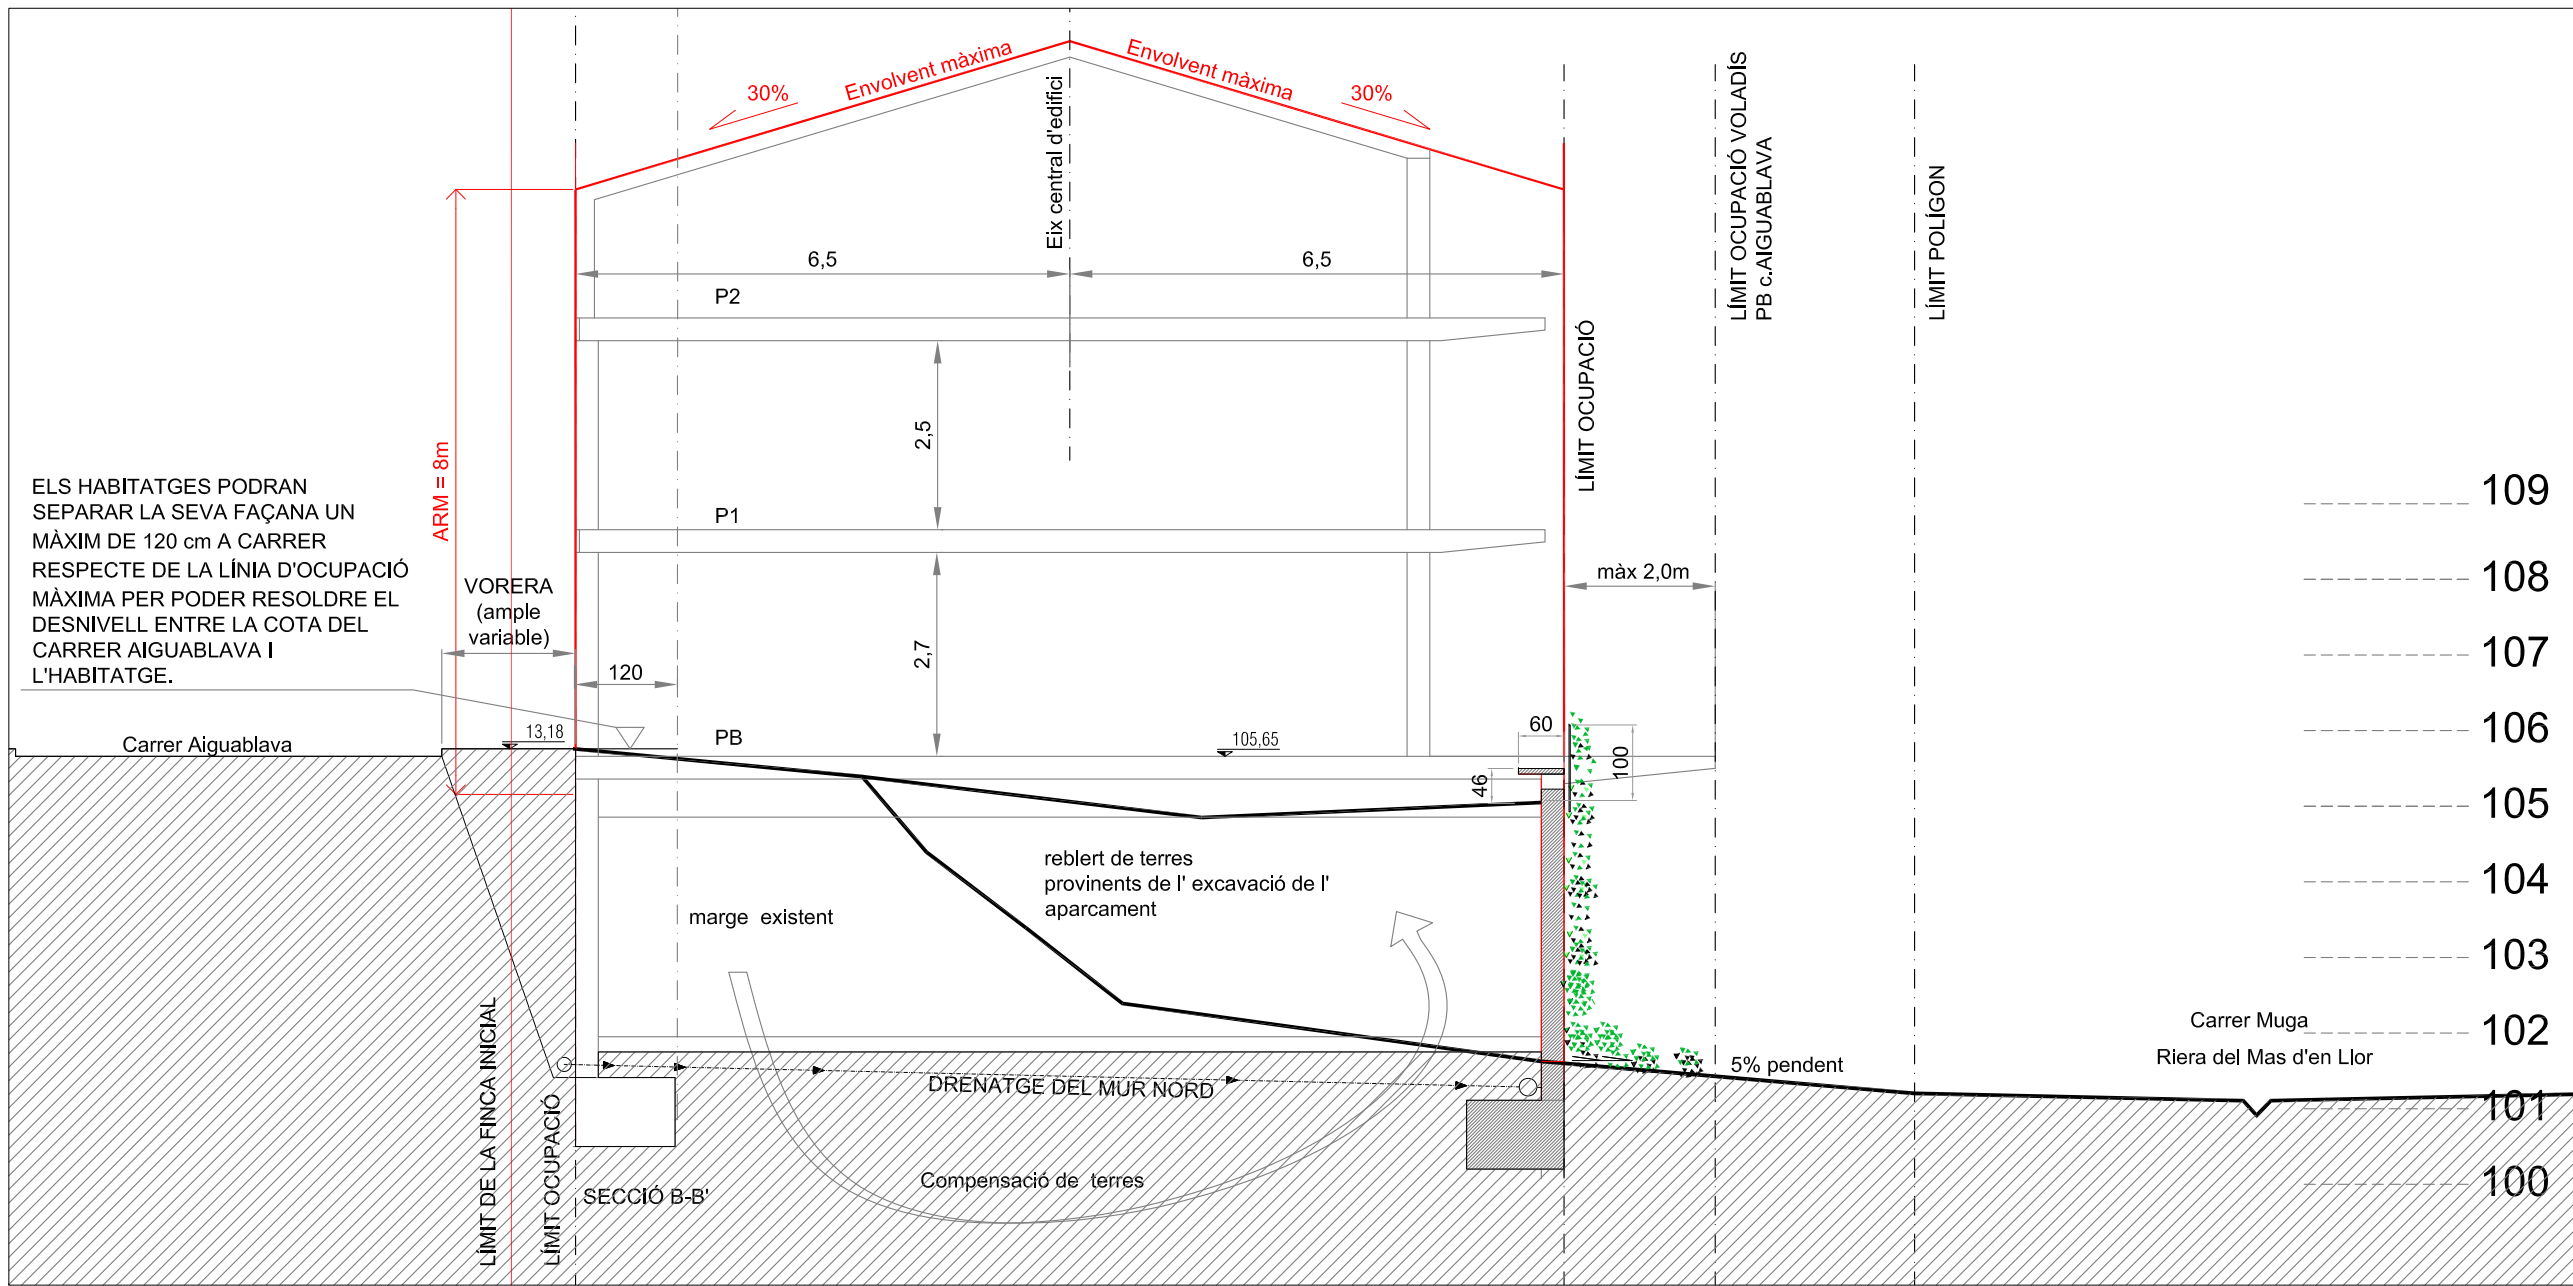 Envolvent màxima
Envolvent màxima
30%
30%
Eix central d'edifici
LÍMIT OCUPACIÓ VOLADÍS
PB c.AIGUABLAVA
LÍMIT POLÍGON
6,5
6,5
P2
LÍMIT OCUPACIÓ
ARM = 8m
2,5
ELS HABITATGES PODRAN
SEPARAR LA SEVA FAÇANA UN
MÀXIM DE 120 cm A CARRER
RESPECTE DE LA LÍNIA D'OCUPACIÓ
MÀXIMA PER PODER RESOLDRE EL
DESNIVELL ENTRE LA COTA DEL
CARRER AIGUABLAVA I
L'HABITATGE.
P1
VORERA
(ample
variable)
màx 2,0m
2,7
120
Carrer Aiguablava
13,18
PB
105,65
60
46
100
109
108
107
106
105
104
103
102
101
100
reblert de terres
provinents de l' excavació de l'
aparcament
marge existent
Carrer Muga
Riera del Mas d'en Llor
5% pendent
DRENATGE DEL MUR NORD
LÍMIT DE LA FINCA INICIAL
LÍMIT OCUPACIÓ
SECCIÓ B-B'
Compensació de terres